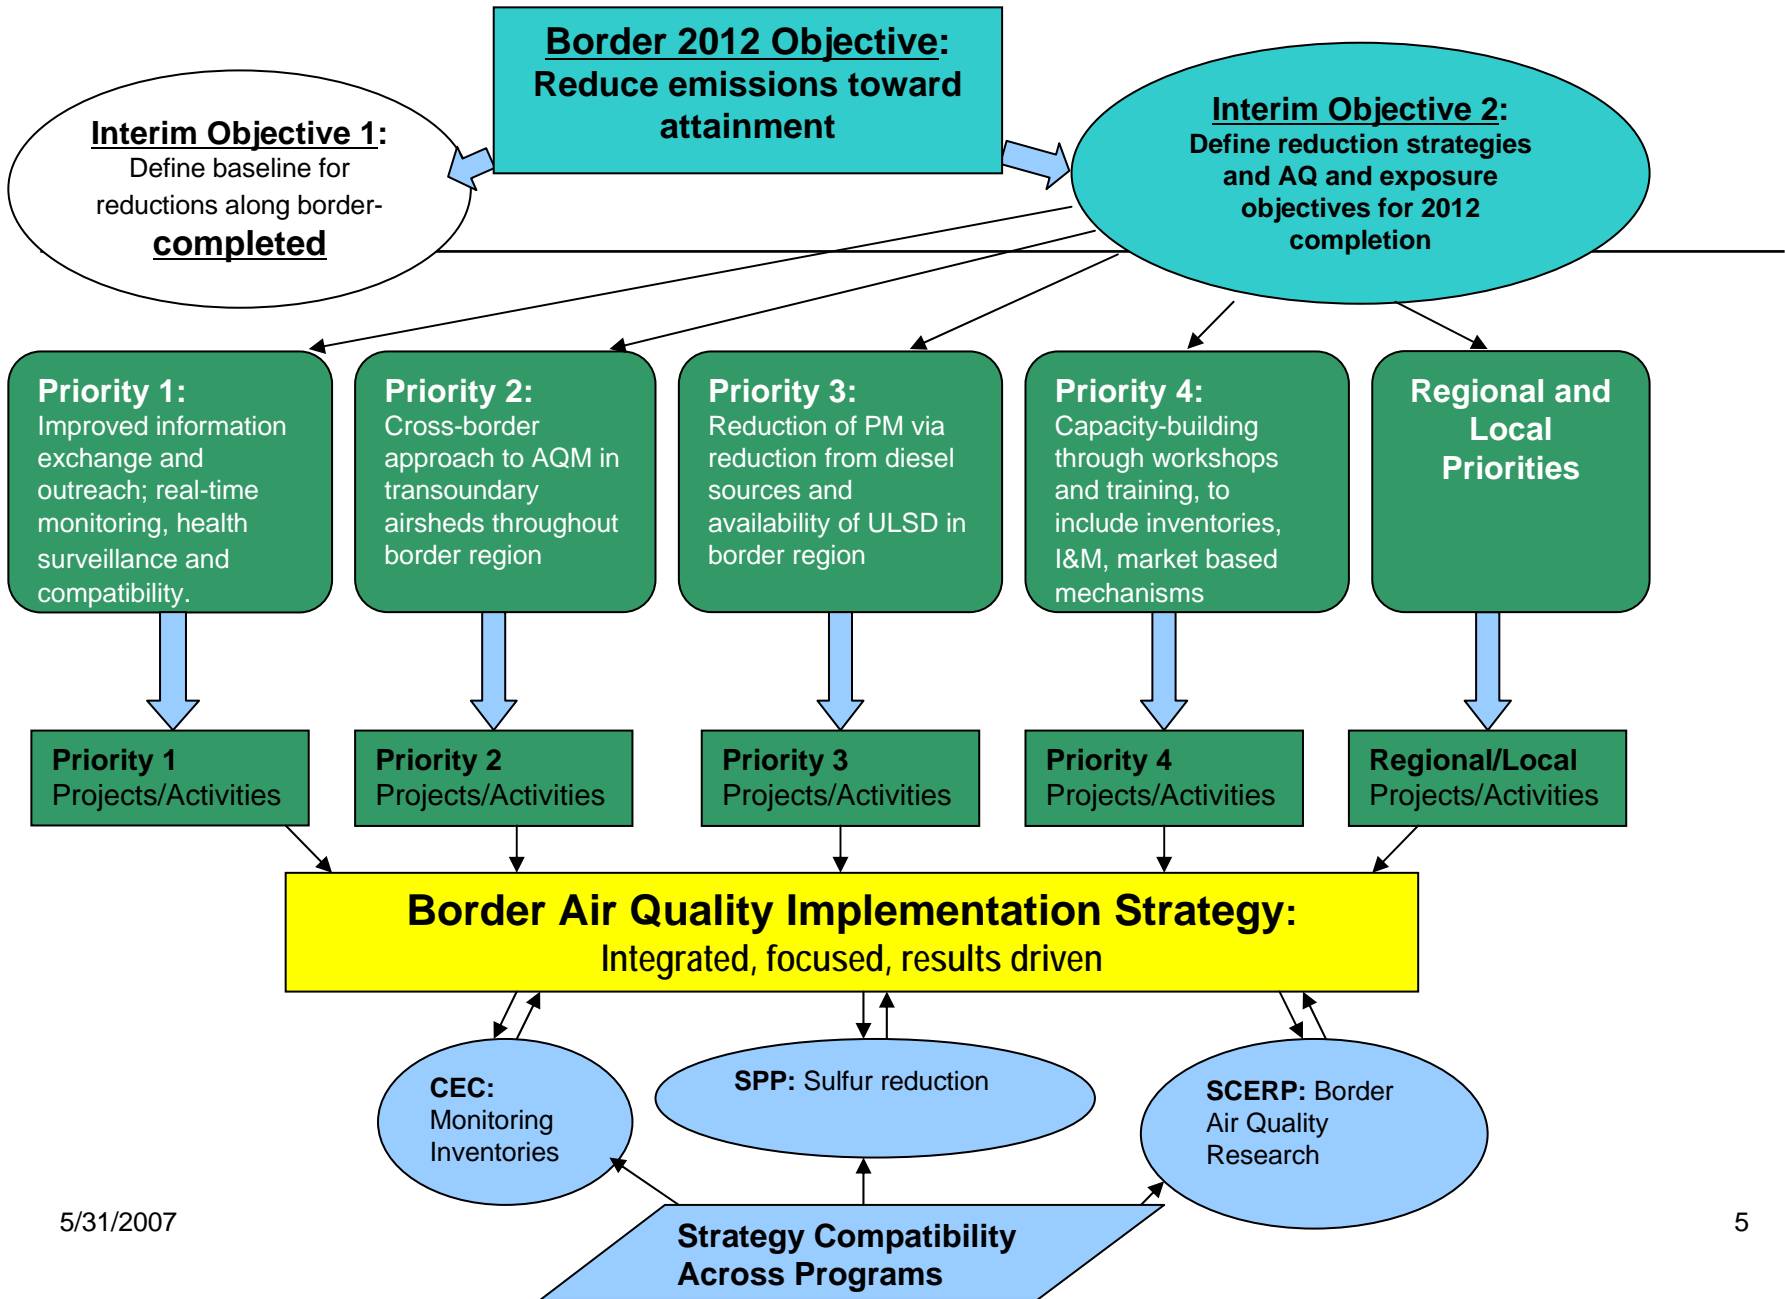 Border 2012 Objective:
Reduce emissions toward
attainment
Interim Objective 1:
Define baseline for
reductions along border-
completed
Interim Objective 2:
Define reduction strategies
and AQ and exposure
objectives for 2012
completion
Priority 1:
Improved information
exchange and
outreach; real-time
monitoring, health
surveillance and
compatibility.
Priority 2:
Cross-border
approach to AQM in
transoundary
airsheds throughout
border region
Priority 3:
Reduction of PM via
reduction from diesel
sources and
availability of ULSD in
border region
Priority 4:
Capacity-building
through workshops
and training, to
include inventories,
I&M, market based
mechanisms
Regional and
Local
Priorities
Priority 1
Projects/Activities
Priority 2
Projects/Activities
Priority 3
Projects/Activities
Priority 4
Projects/Activities
Regional/Local
Projects/Activities
Border Air Quality Implementation Strategy:
Integrated, focused, results driven
CEC:
Monitoring
Inventories
SPP: Sulfur reduction
SCERP: Border
Air Quality
Research
Strategy Compatibility
Across Programs
5/31/2007
5